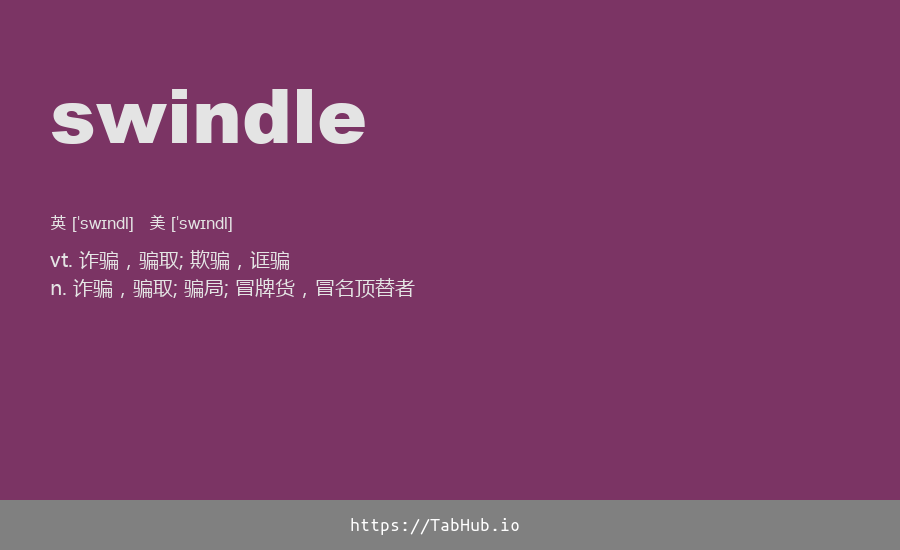 swindle
英 [ˈswɪndl] 美 [ˈswɪndl]
vt. 诈骗，骗取; 欺骗，诓骗
n. 诈骗，骗取; 骗局; 冒牌货，冒名顶替者
https://TabHub.io